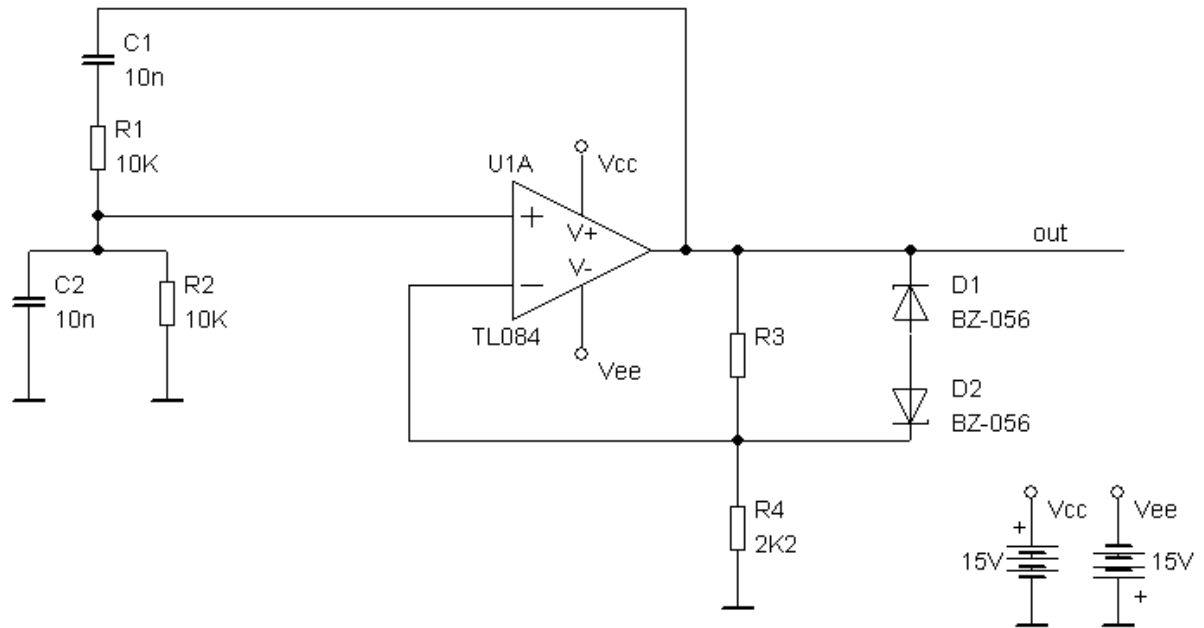 C1
10n
R1
10K
C2
10n
R2
10K
U1A
Vcc
+
V+
V-
−
TL084
Vee
out
R3
D1
BZ-056
D2
BZ-056
R4
2K2
Vcc
+
15V
Vee
15V
+